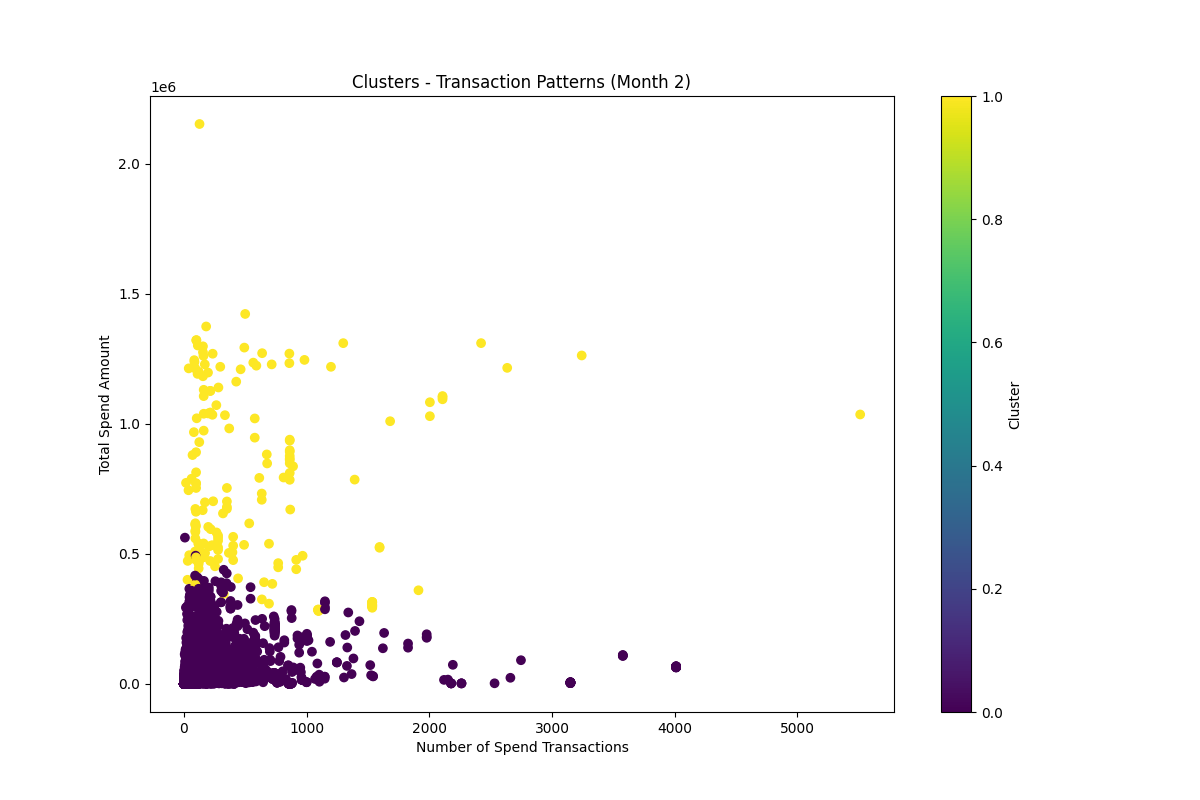 Clusters - Transaction Patterns (Month 2)
1e6
2.0
1.5
1.0
0.5
0.0
Total Spend Amount
0 1000 2000 3000 4000 5000
Number of Spend Transactions
1.0
0.8
0.6
0.4
0.2
0.0
Cluster